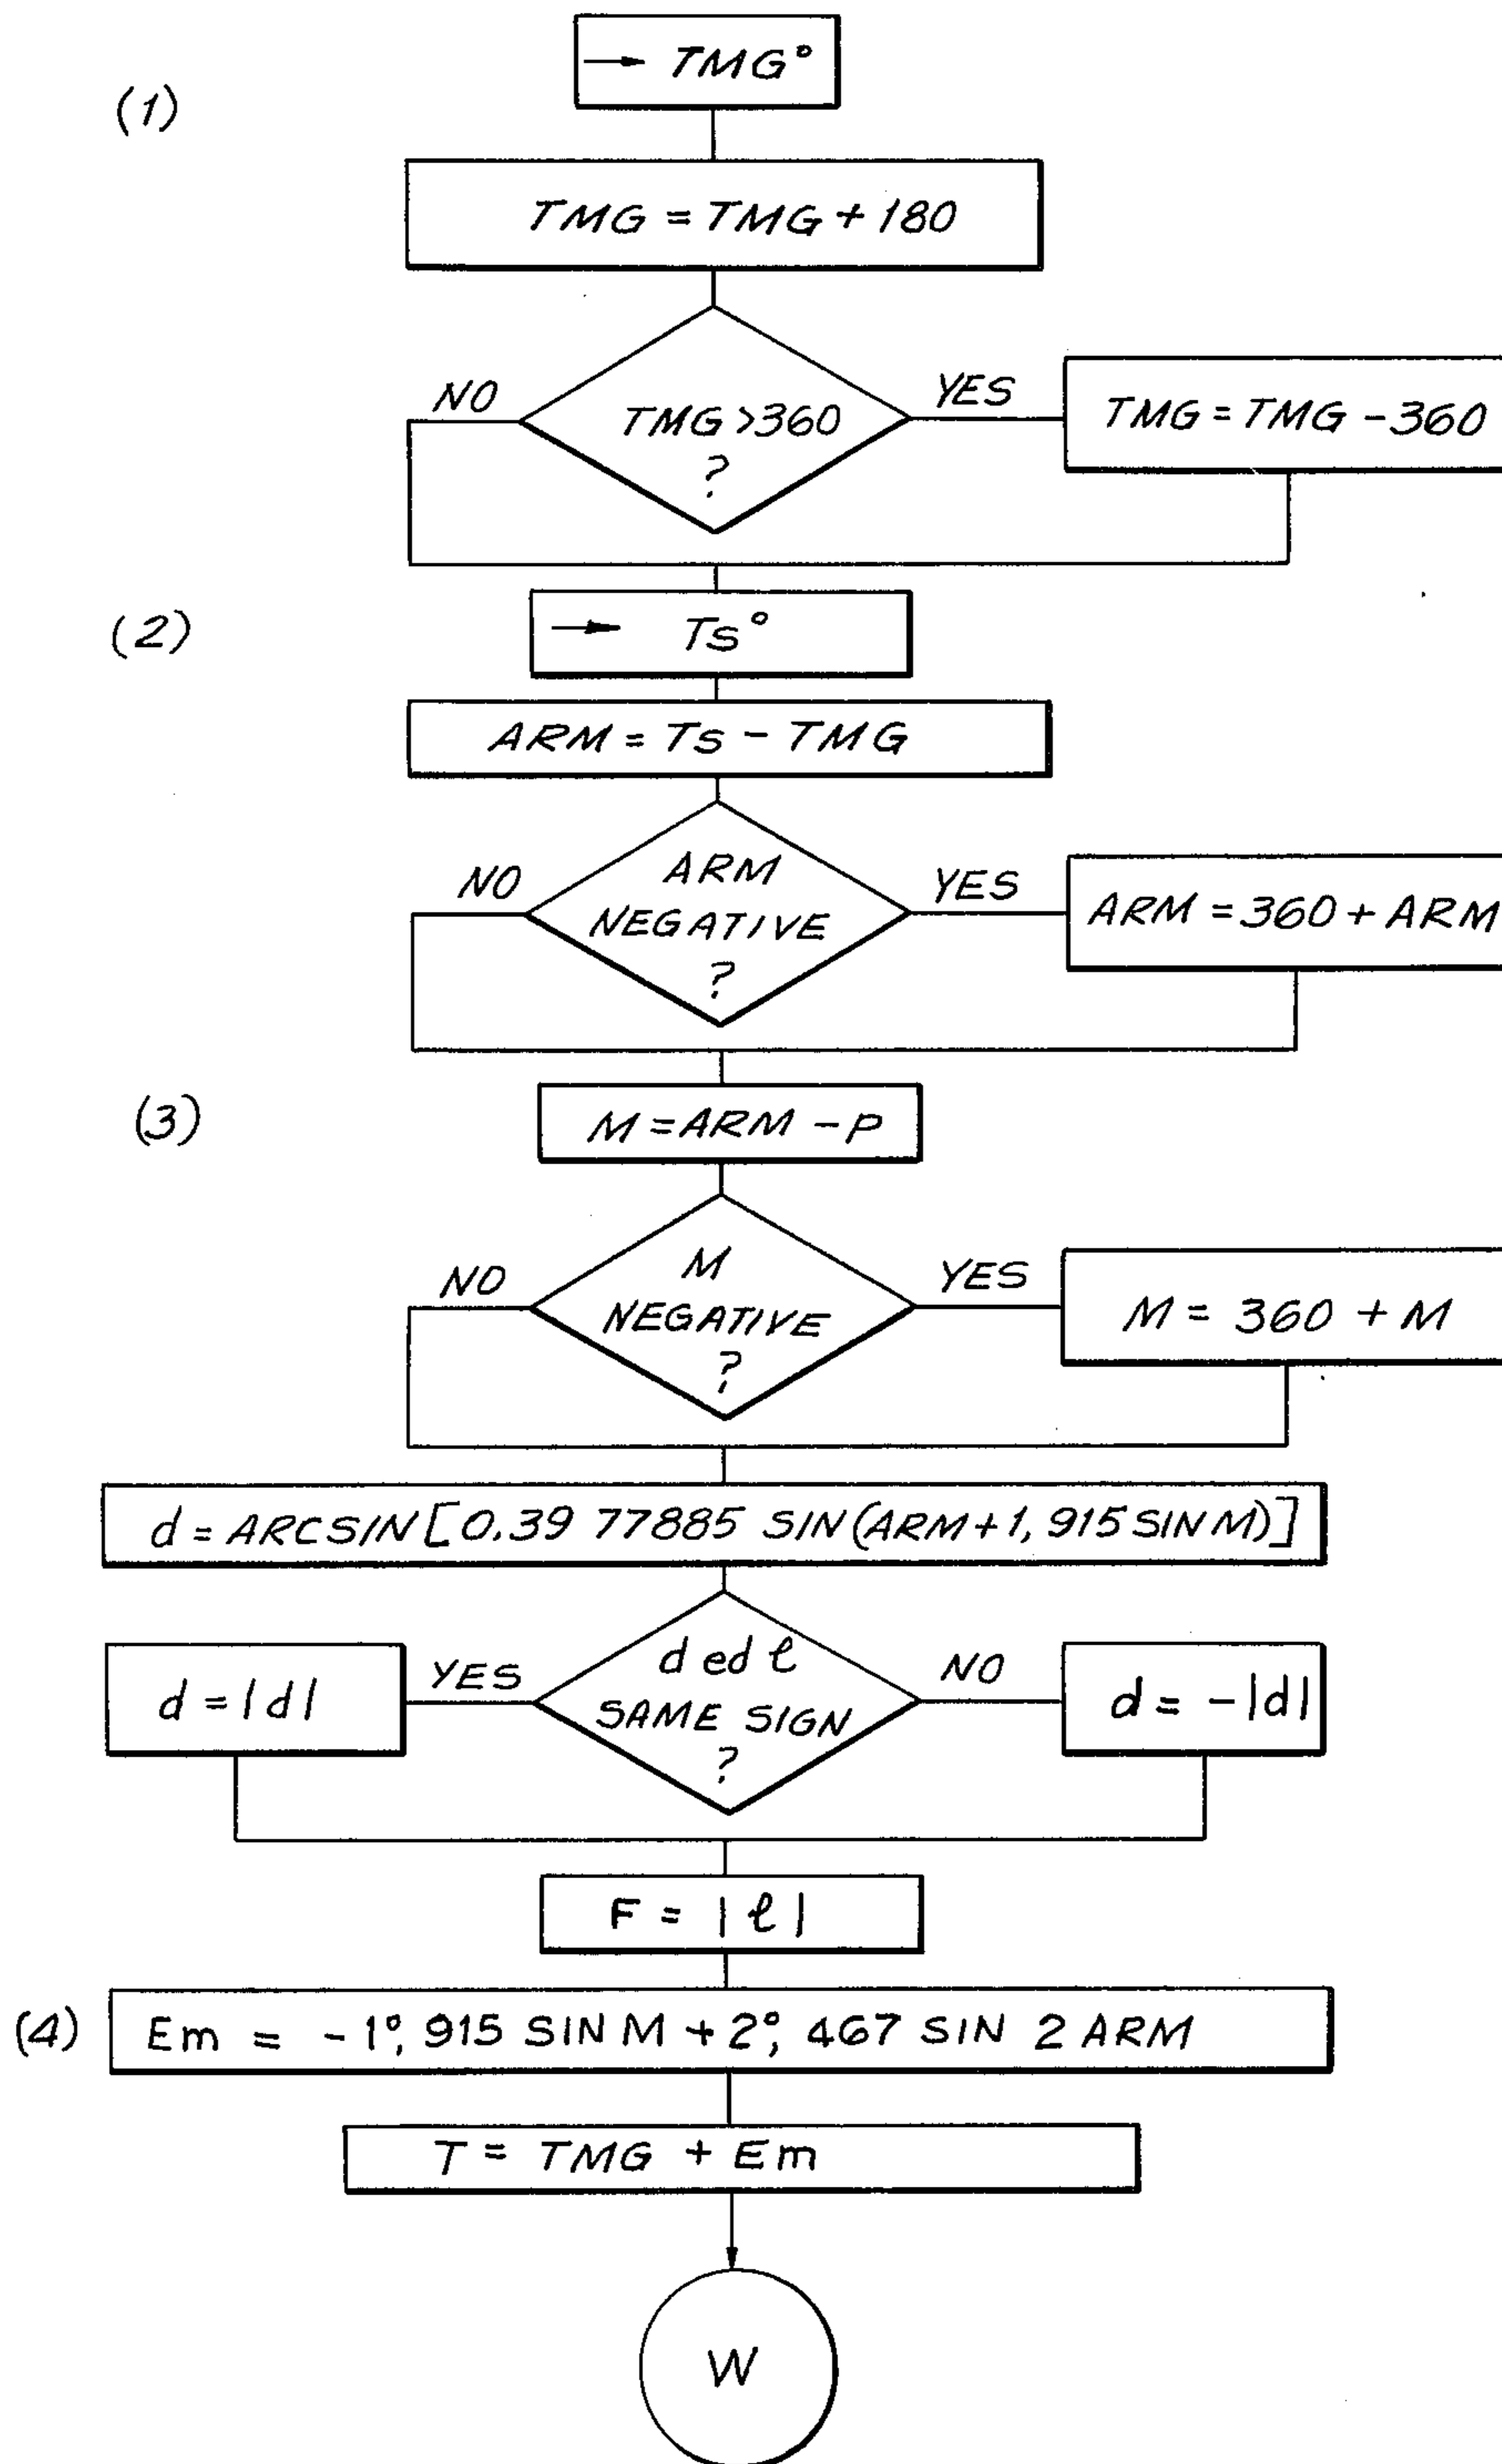 → TMG°
(1)
TMG = TMG + 180
NO
YES
TMG >360
?
TMG = TMG - 360
(2)
→ Ts°
ARM = Ts - TMG
NO
ARM
NEGATIVE
?
YES
ARM = 360 + ARM
(3)
M = ARM - P
NO
M
NEGATIVE
?
YES
M = 360 + M
d = ARCSIN [0.39 77885 SIN (ARM + 1,915 SIN M)]
d = |d|
YES
d ed ℓ
SAME SIGN
?
NO
d = -|d|
F = |ℓ|
(4)
Em = - 1°, 915 SIN M + 2°, 467 SIN 2 ARM
T = TMG + Em
W